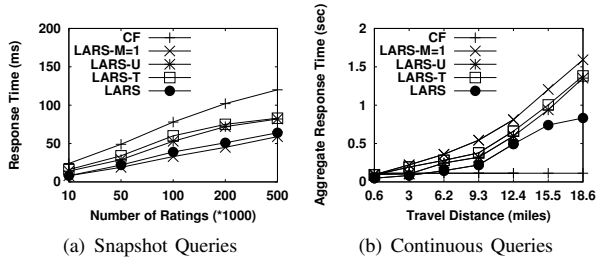 Response Time (ms)
200
150
100
50
0
CF
LARS-M=1
LARS-U
LARS-T
LARS
10 50 100 200 500
Number of Ratings (*1000)
(a) Snapshot Queries
Aggregate Response Time (sec)
2
1.5
1
0.5
0
CF
LARS-M=1
LARS-U
LARS-T
LARS
0.6 3 6.2 9.3 12.4 15.5 18.6
Travel Distance (miles)
(b) Continuous Queries